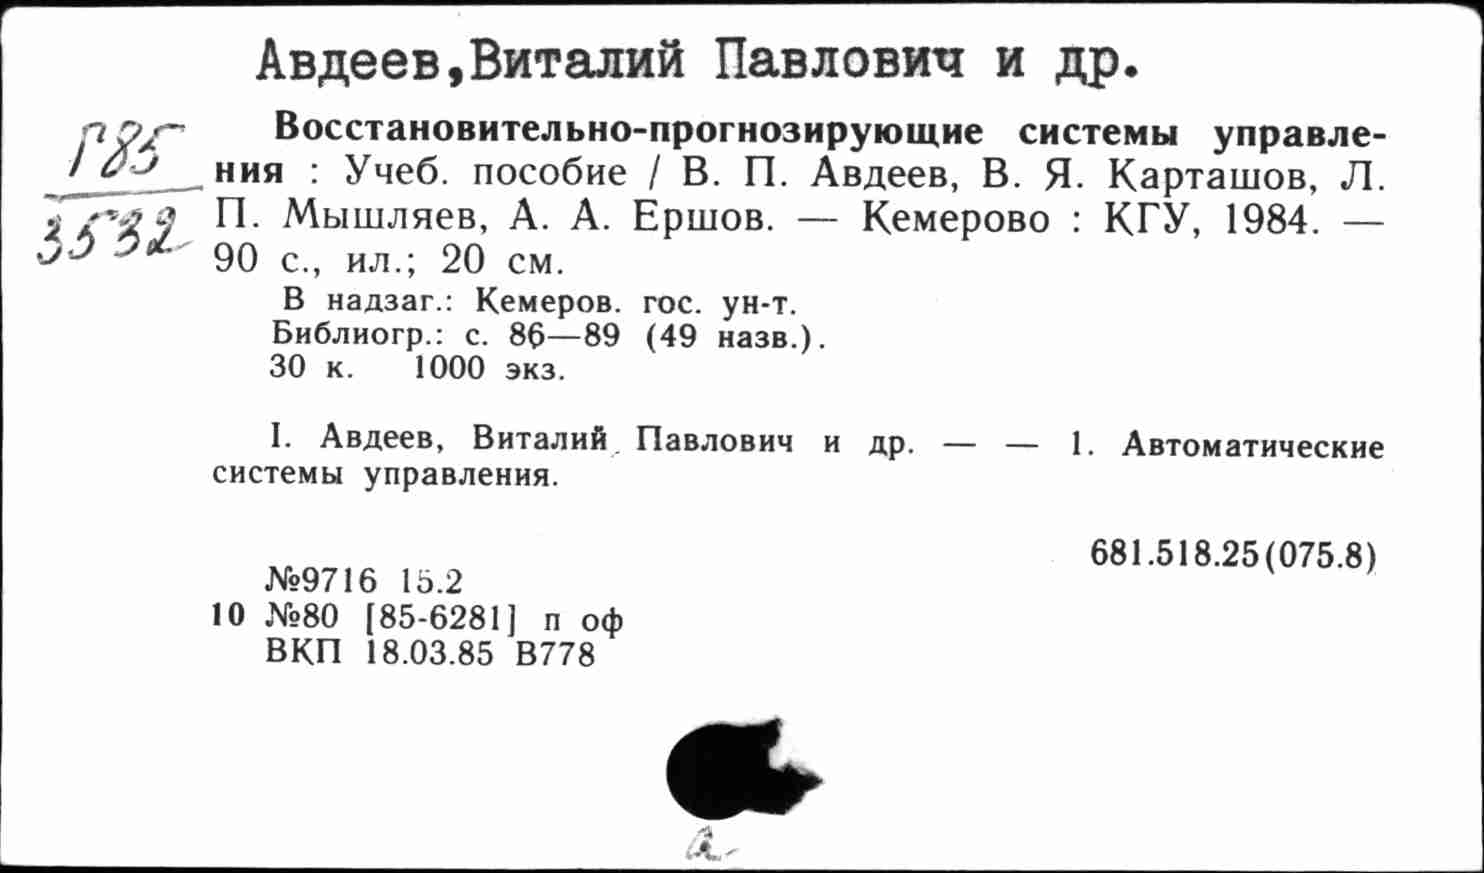 Авдеев,Виталий Павлович и др.
Г85
3532
Восстановительно-прогнозирующие системы управле-
ния : Учеб. пособие / В. П. Авдеев, В. Я. Карташов, Л.
П. Мышляев, А. А. Ершов. — Кемерово : КГУ, 1984. —
90 с., ил.; 20 см.
В надзаг.: Кемеров. гос. ун-т.
Библиогр.: с. 86—89 (49 назв.).
30 к. 1000 экз.
I. Авдеев, Виталий Павлович и др. — — 1. Автоматические
системы управления.
681.518.25(075.8)
№9716 15.2
10 №80 [85-6281] п оф
ВКП 18.03.85 В778
а